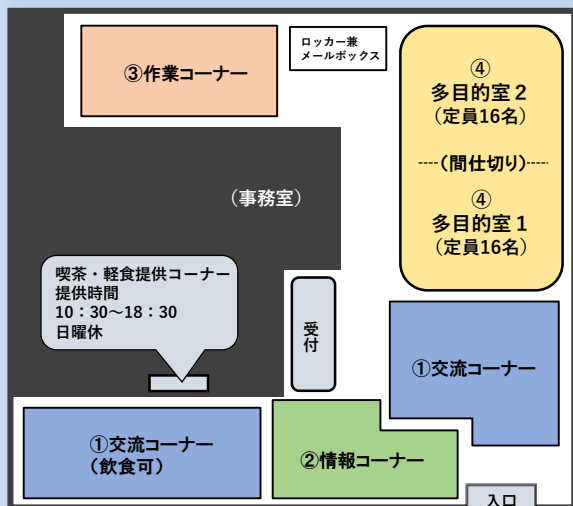 ③作業コーナー
ロッカー兼
メールボックス
④
多目的室２
（定員16名）
----（間仕切り）----
④
多目的室１
（定員16名）
（事務室）
喫茶・軽食提供コーナー
提供時間
10：30～18：30
日曜休
受付
①交流コーナー
①交流コーナー
（飲食可）
②情報コーナー
入口